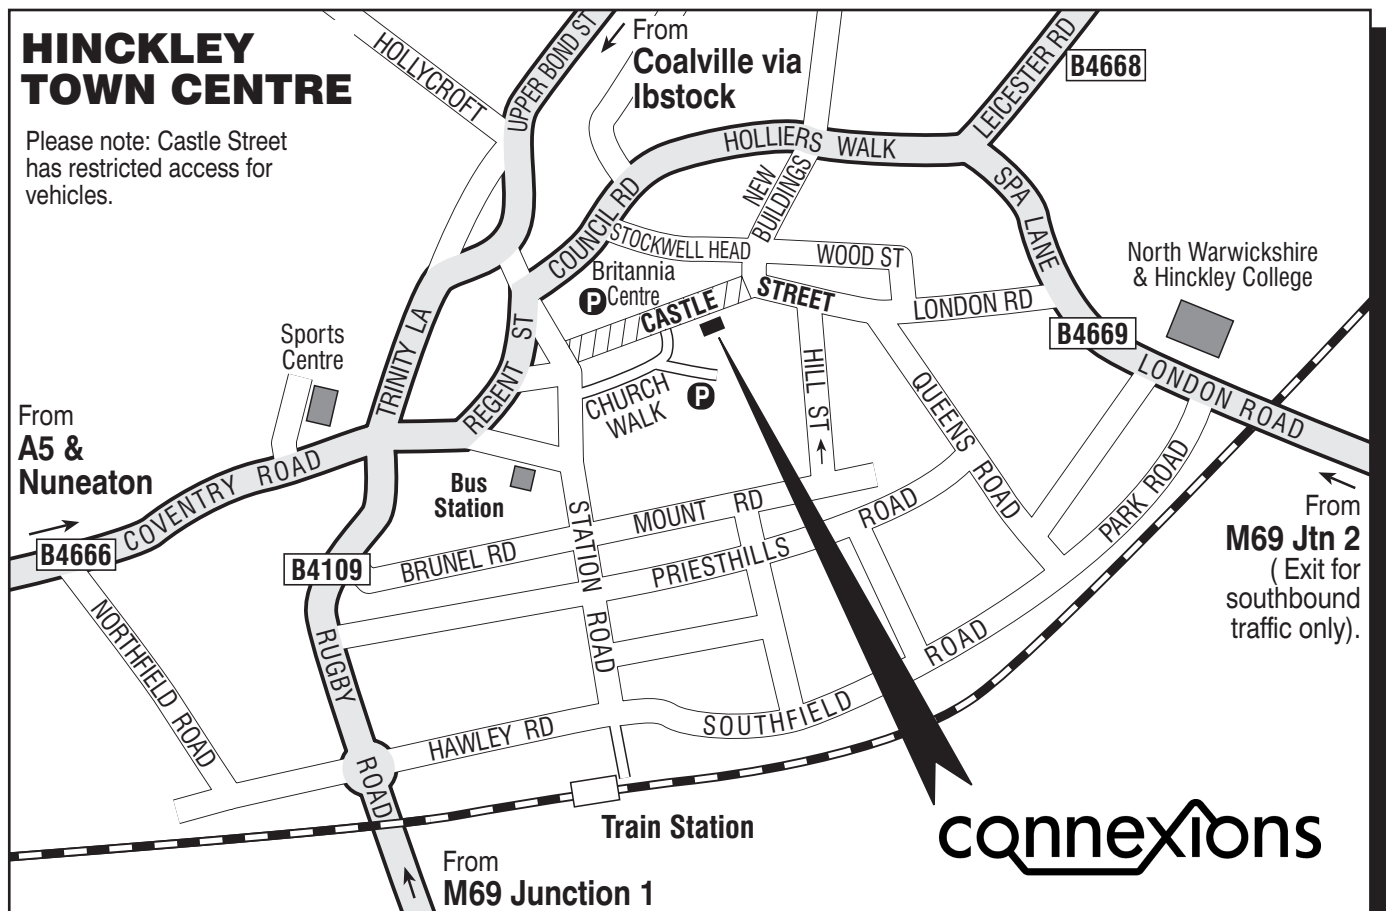 HINCKLEY
TOWN CENTRE
Please note: Castle Street
has restricted access for
vehicles.
HOLLYCROFT
UPPER BOND ST
From
Coalville via
Ibstock
LEICESTER RD
B4668
HOLLIERS WALK
NEW
BUILDINGS
SPA LANE
COUNCIL RD
STOCKWELL HEAD
WOOD ST
Britannia
P Centre
CASTLE STREET
LONDON RD
North Warwickshire
& Hinckley College
B4669
LONDON ROAD
Sports
Centre
TRINITY LA
REGENT ST
CHURCH
WALK
P
HILL ST
QUEENS ROAD
PARK ROAD
From
A5 &
Nuneaton
COVENTRY ROAD
B4666
Bus
Station
STATION ROAD
MOUNT RD
BRUNEL RD
PRIESTHILLS ROAD
B4109
From
M69 Jtn 2
( Exit for
southbound
traffic only).
NORTHFIELD ROAD
RUGBY ROAD
HAWLEY RD
SOUTHFIELD ROAD
Train Station
connexions
From
M69 Junction 1